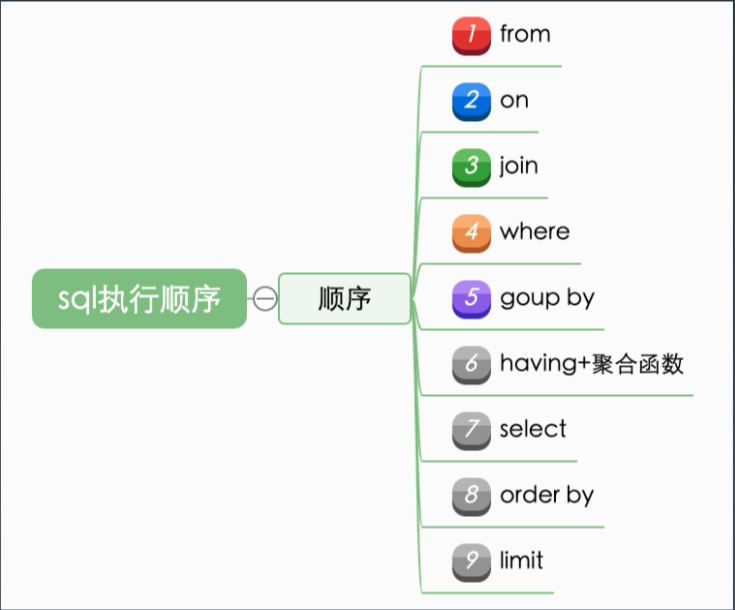 sql执行顺序
顺序
1 from
2 on
3 join
4 where
5 goup by
6 having+聚合函数
7 select
8 order by
9 limit